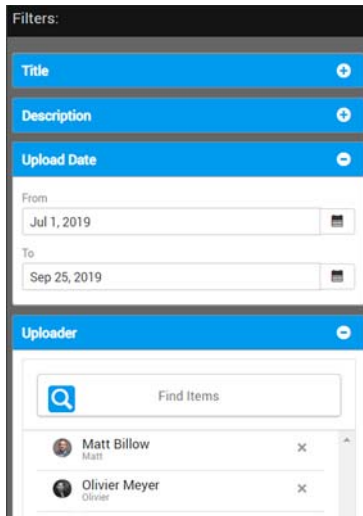 Filters:
Title
Description
Upload Date
From
Jul 1, 2019
To
Sep 25, 2019
Uploader
Find Items
Matt Billow
Matt
Olivier Meyer
Olivier